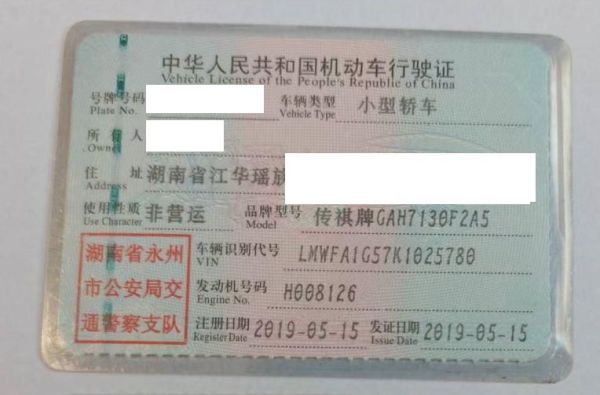 中华人民共和国机动车行驶证
Vehicle License of the People's Republic of China
号牌号码 车辆类型 小型轿车
Plate No. Vehicle Type
所有人
Owner
住 址 湖南省江华瑶族
Address
使用性质 非营运 品牌型号 传祺牌GAH7130F2A5
Use Character Model
湖南省永州 车辆识别代号 LMWFA1G57K1025780
VIN
市公安局交 发动机号码 H008126
Engine No.
通警察支队 注册日期 2019-05-15 发证日期 2019-05-15
Register Date Issue Date